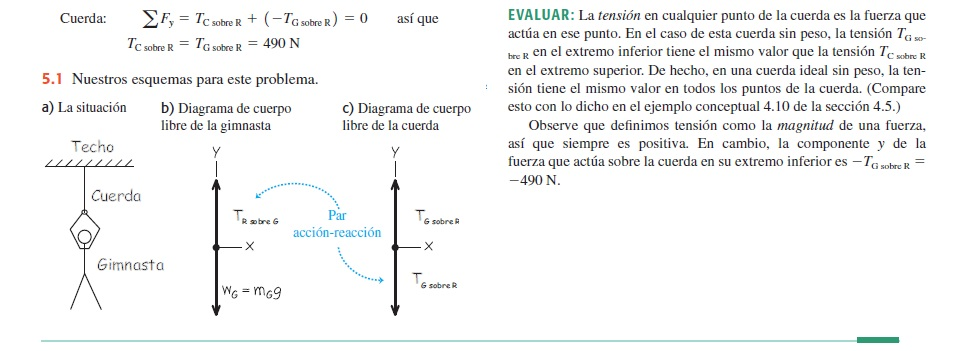 Cuerda: ∑F_y = T_C sobre R + (−T_G sobre R) = 0 así que
T_C sobre R = T_G sobre R = 490 N
5.1 Nuestros esquemas para este problema.
a) La situación
Techo
Cuerda
Gimnasta
b) Diagrama de cuerpo
libre de la gimnasta
Y
T_R sobre G
X
W_G = m_Gg
Par
acción-reacción
c) Diagrama de cuerpo
libre de la cuerda
Y
T_G sobre R
X
T_G sobre R
EVALUAR: La tensión en cualquier punto de la cuerda es la fuerza que
actúa en ese punto. En el caso de esta cuerda sin peso, la tensión T_G so-
bre R en el extremo inferior tiene el mismo valor que la tensión T_C sobre R
en el extremo superior. De hecho, en una cuerda ideal sin peso, la ten-
sión tiene el mismo valor en todos los puntos de la cuerda. (Compare
esto con lo dicho en el ejemplo conceptual 4.10 de la sección 4.5.)
Observe que definimos tensión como la magnitud de una fuerza,
así que siempre es positiva. En cambio, la componente y de la
fuerza que actúa sobre la cuerda en su extremo inferior es −T_G sobre R =
−490 N.